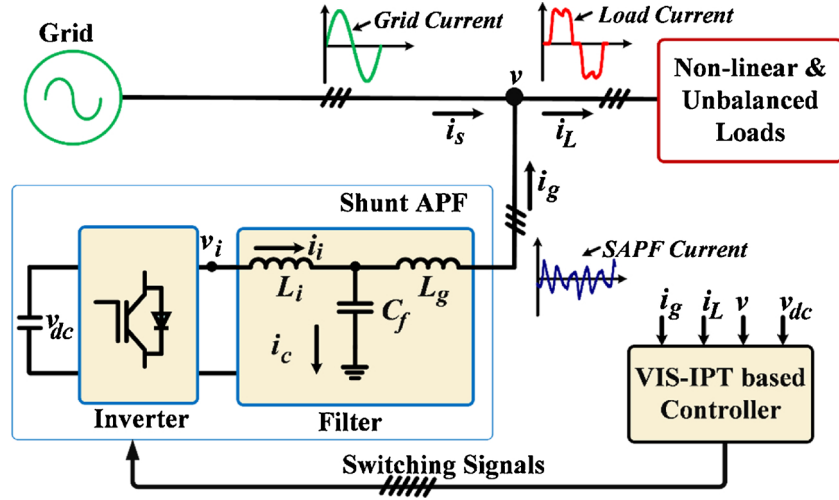 Grid
Grid Current
Load Current
Non-linear &
Unbalanced
Loads
v
i_s
i_L
i_g
Shunt APF
v_i
i_i
L_i
L_g
C_f
i_c
v_dc
SAPF Current
i_g i_L v v_dc
VIS-IPT based
Controller
Inverter
Filter
Switching Signals